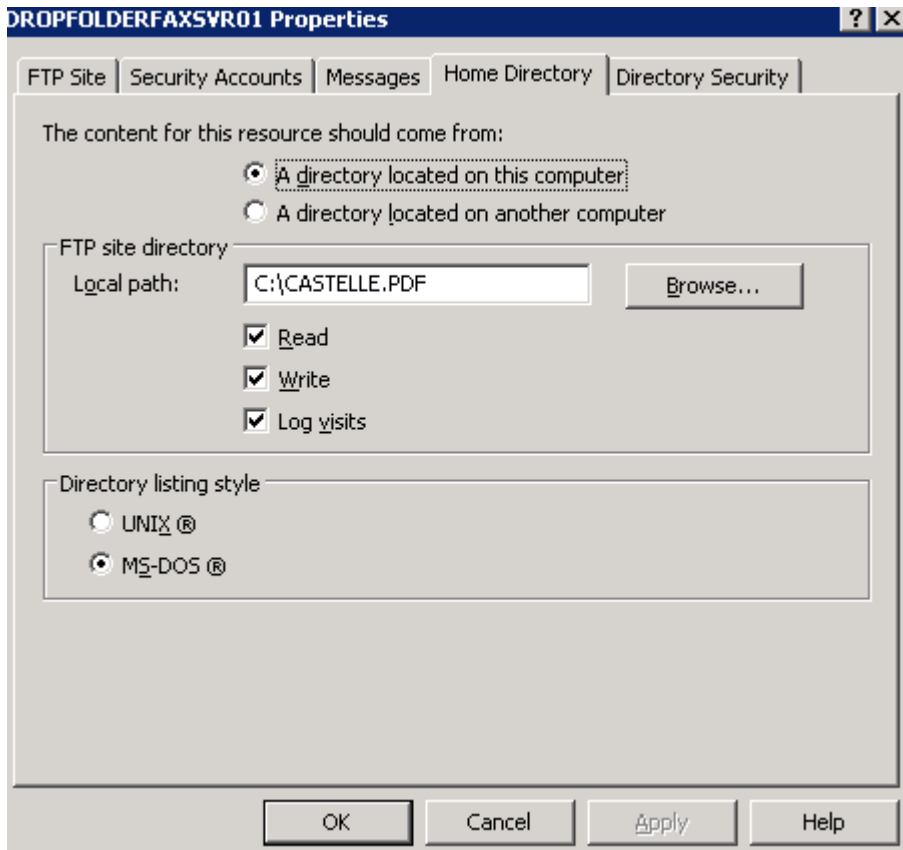 DROPFOLDERFAXSVR01 Properties
FTP Site Security Accounts Messages Home Directory Directory Security
The content for this resource should come from:
A directory located on this computer
A directory located on another computer
FTP site directory
Local path: C:\CASTELLE.PDF Browse...
Read
Write
Log visits
Directory listing style
UNIX ®
MS-DOS ®
OK Cancel Apply Help